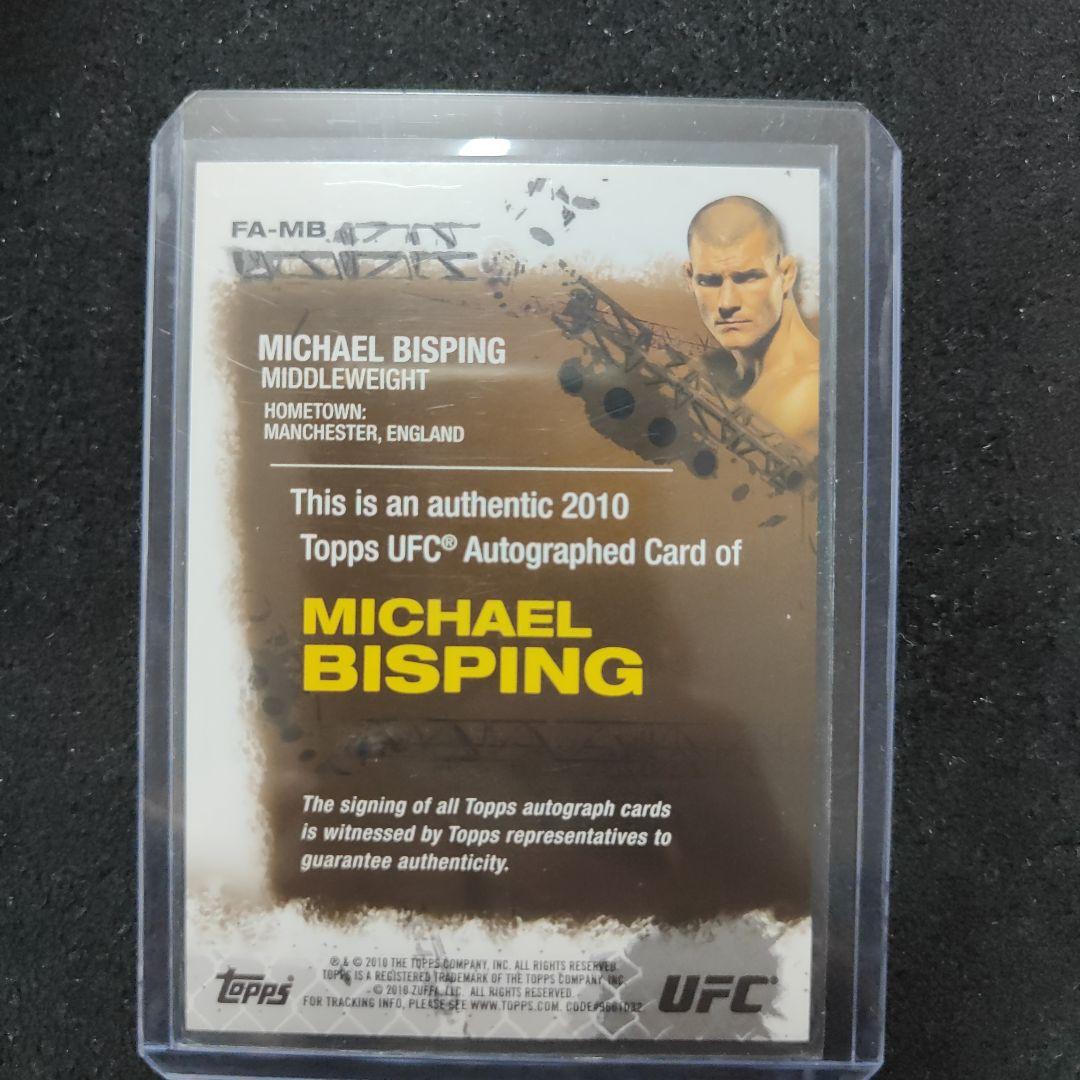 FA-MB
MICHAEL BISPING
MIDDLEWEIGHT
HOMETOWN:
MANCHESTER, ENGLAND
This is an authentic 2010
Topps UFC® Autographed Card of
MICHAEL
BISPING
The signing of all Topps autograph cards
is witnessed by Topps representatives to
guarantee authenticity.
® & © 2010 THE TOPPS COMPANY, INC. ALL RIGHTS RESERVED.
TOPPS IS A REGISTERED TRADEMARK OF THE TOPPS COMPANY, INC.
© 2010 ZUFFA, LLC. ALL RIGHTS RESERVED.
FOR TRACKING INFO, PLEASE SEE WWW.TOPPS.COM.
Topps
UFC®